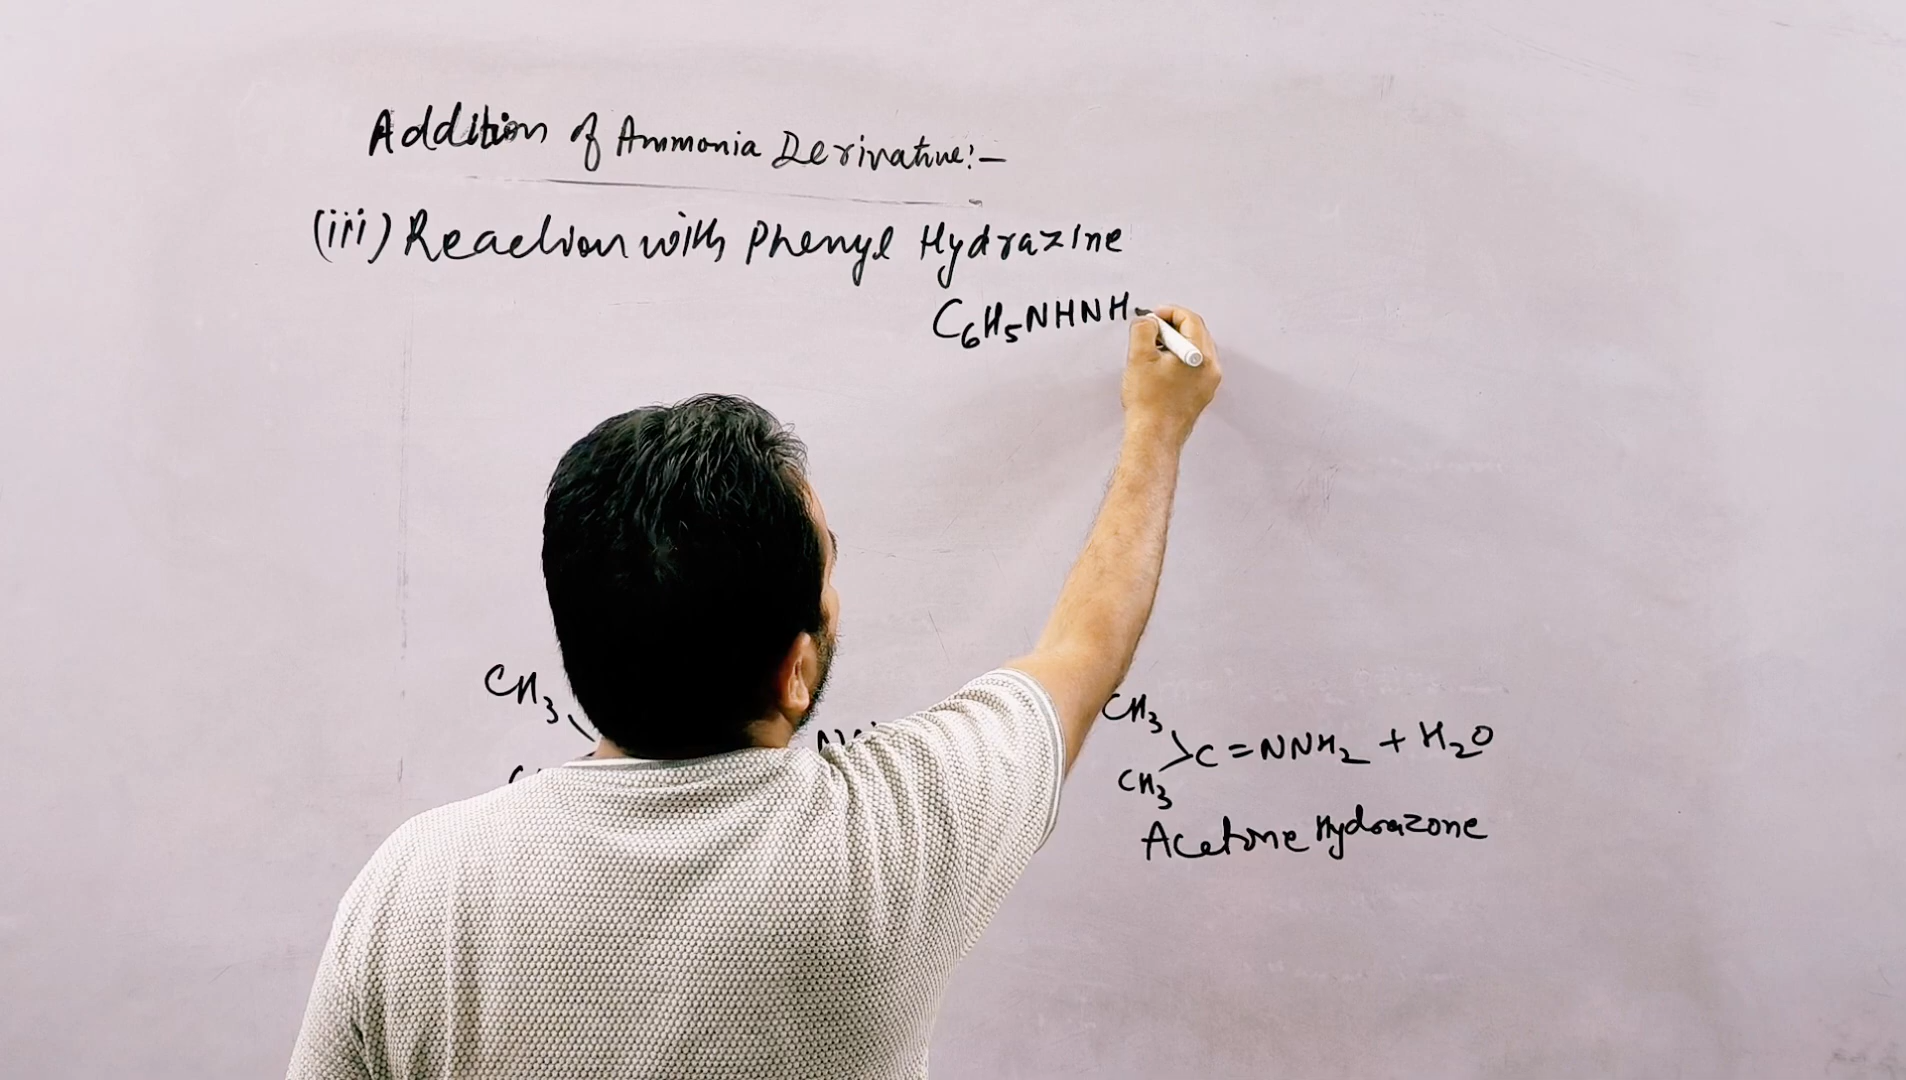 Addition of Ammonia Derivative:-
(iii) Reaction with Phenyl Hydrazine
C6H5NHNH
CH3
CH3
>C=NNH2 + H2O
CH3
Acetone Hydrazone